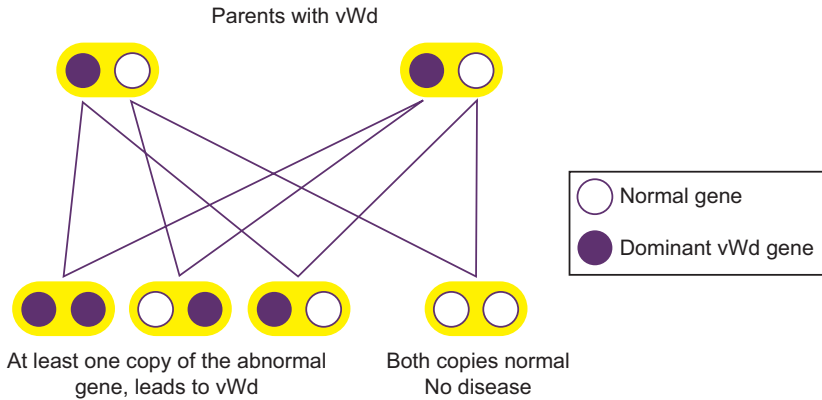 Parents with vWd
Normal gene
Dominant vWd gene
At least one copy of the abnormal
gene, leads to vWd
Both copies normal
No disease